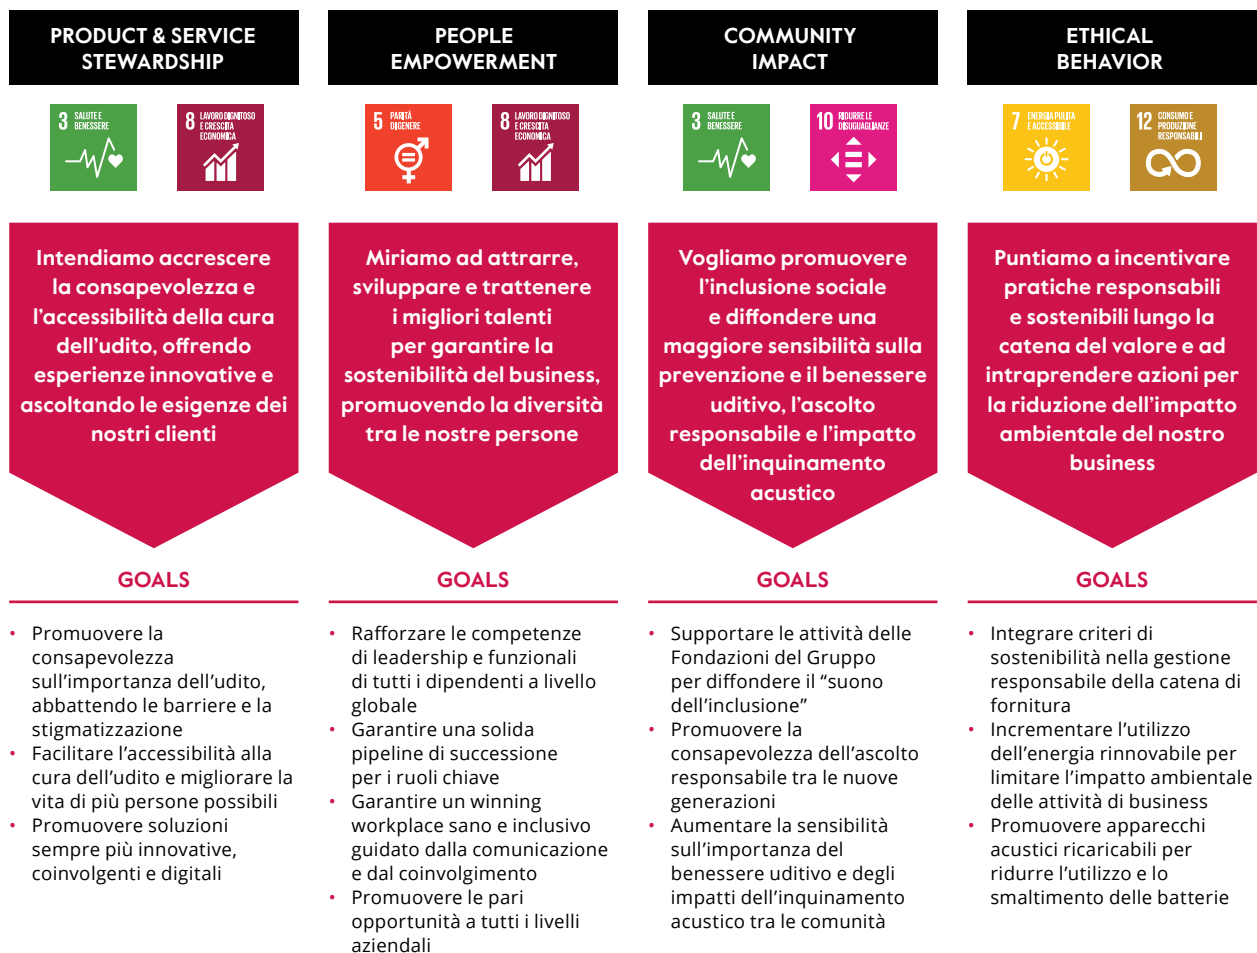 PRODUCT & SERVICE
STEWARDSHIP
3 SALUTE E
BENESSERE
8 LAVORO DIGNITOSO
E CRESCITA
ECONOMICA
Intendiamo accrescere
la consapevolezza e
l’accessibilità della cura
dell’udito, offrendo
esperienze innovative e
ascoltando le esigenze dei
nostri clienti
GOALS
• Promuovere la
consapevolezza
sull’importanza dell’udito,
abbattendo le barriere e la
stigmatizzazione
• Facilitare l’accessibilità alla
cura dell’udito e migliorare la
vita di più persone possibili
• Promuovere soluzioni
sempre più innovative,
coinvolgenti e digitali
PEOPLE
EMPOWERMENT
5 PARITÀ
DI GENERE
8 LAVORO DIGNITOSO
E CRESCITA
ECONOMICA
Miriamo ad attrarre,
sviluppare e trattenere
i migliori talenti
per garantire la
sostenibilità del business,
promuovendo la diversità
tra le nostre persone
GOALS
• Rafforzare le competenze
di leadership e funzionali
di tutti i dipendenti a livello
globale
• Garantire una solida
pipeline di successione
per i ruoli chiave
• Garantire un winning
workplace sano e inclusivo
guidato dalla comunicazione
e dal coinvolgimento
• Promuovere le pari
opportunità a tutti i livelli
aziendali
COMMUNITY
IMPACT
3 SALUTE E
BENESSERE
10 RIDURRE LE
DISUGUAGLIANZE
Vogliamo promuovere
l’inclusione sociale
e diffondere una
maggiore sensibilità sulla
prevenzione e il benessere
uditivo, l’ascolto
responsabile e l’impatto
dell’inquinamento
acustico
GOALS
• Supportare le attività delle
Fondazioni del Gruppo
per diffondere il “suono
dell’inclusione”
• Promuovere la
consapevolezza dell’ascolto
responsabile tra le nuove
generazioni
• Aumentare la sensibilità
sull’importanza del
benessere uditivo e degli
impatti dell’inquinamento
acustico tra le comunità
ETHICAL
BEHAVIOR
7 ENERGIA PULITA
E ACCESSIBILE
12 CONSUMO E
PRODUZIONE
RESPONSABILI
Puntiamo a incentivare
pratiche responsabili
e sostenibili lungo la
catena del valore e ad
intraprendere azioni per
la riduzione dell’impatto
ambientale del nostro
business
GOALS
• Integrare criteri di
sostenibilità nella gestione
responsabile della catena di
fornitura
• Incrementare l’utilizzo
dell’energia rinnovabile per
limitare l’impatto ambientale
delle attività di business
• Promuovere apparecchi
acustici ricaricabili per
ridurre l’utilizzo e lo
smaltimento delle batterie